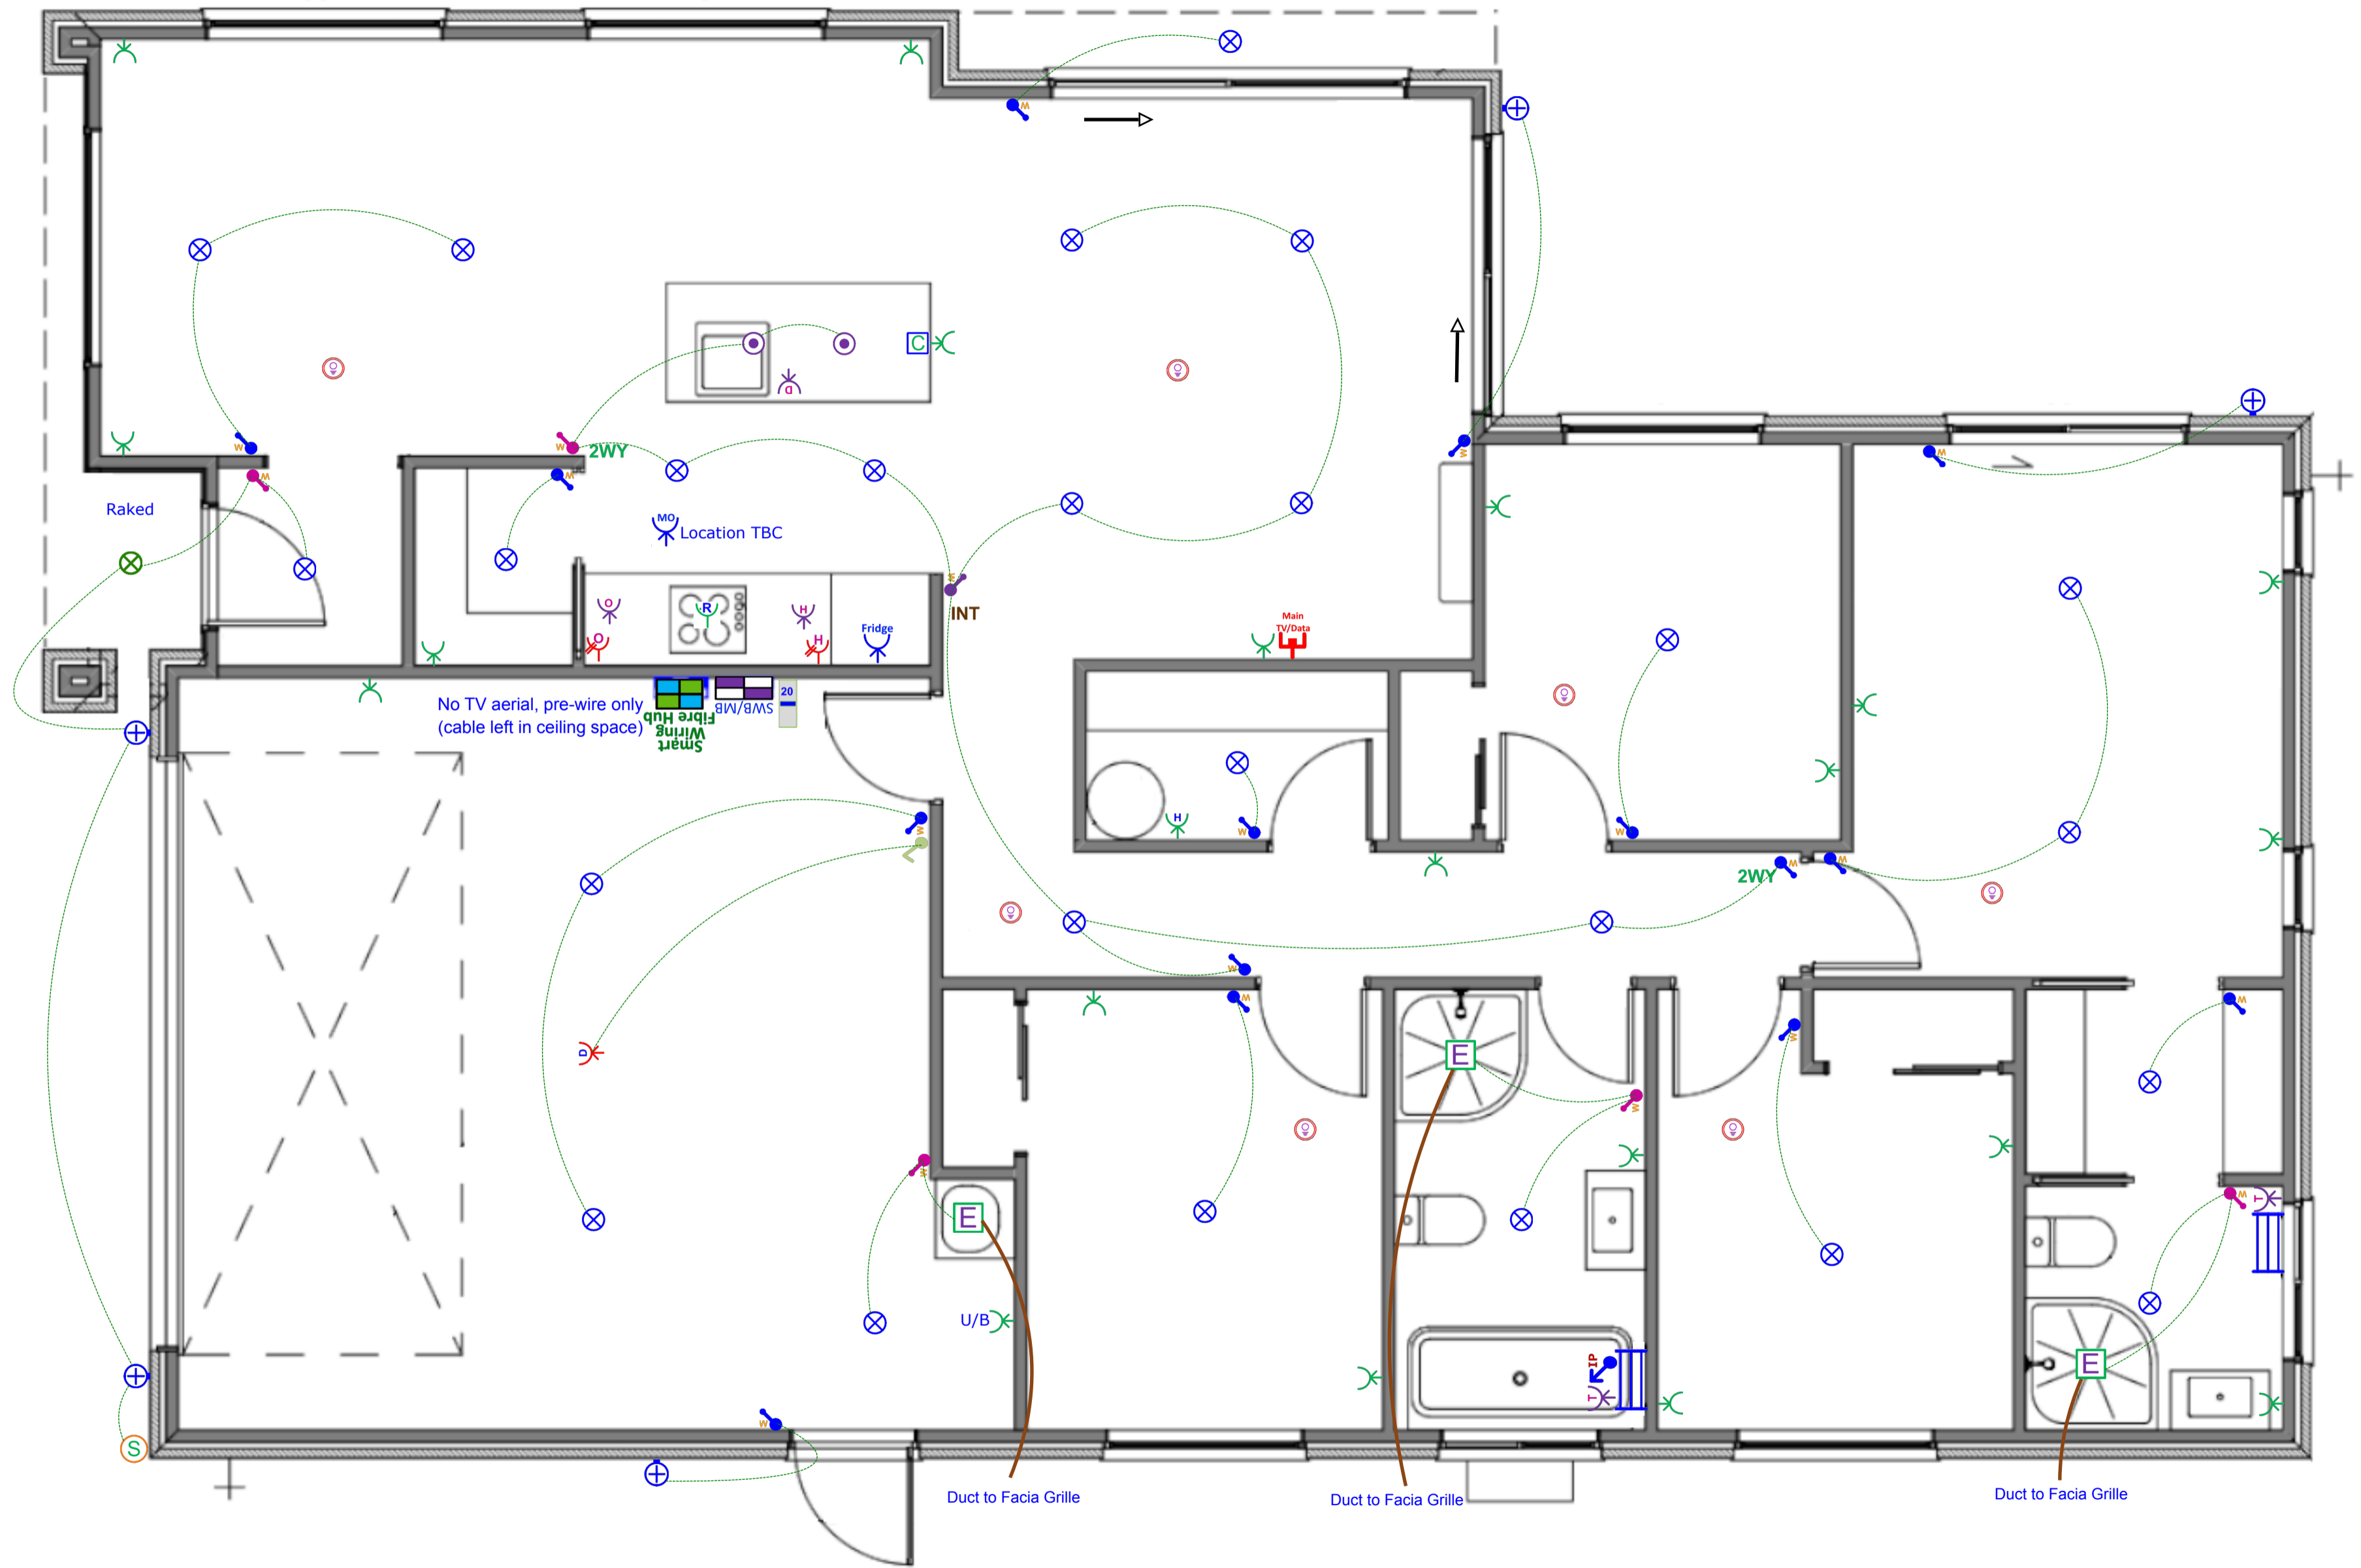 W
C
D
W
W
2WY
W
W
W
W
Raked
MO
Location TBC
W
INT
O
R
H
O
H
Fridge
Main
TV/Data
No TV aerial, pre-wire only
(cable left in ceiling space)
Smart
Wiring
Fibre Hub
SWB/MB
20
H
W
W
W
2WY
W
W
W
W
W
W
D
E
W
W
E
W
T
U/B
IP
T
E
S
W
Duct to Facia Grille
Duct to Facia Grille
Duct to Facia Grille